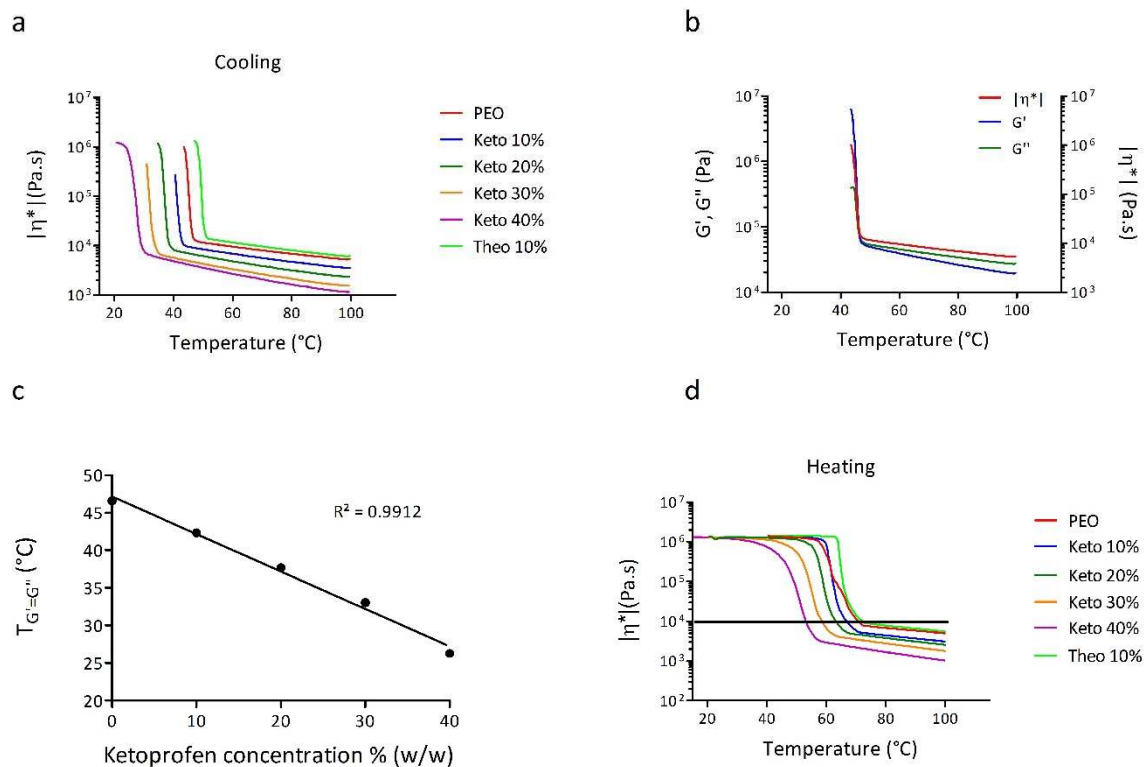 a
Cooling
10⁷
10⁶
10⁵
10⁴
10³
|η*|(Pa.s)
20 40 60 80 100
Temperature (°C)
PEO
Keto 10%
Keto 20%
Keto 30%
Keto 40%
Theo 10%
b
10⁷
10⁶
10⁵
10⁴
G', G'' (Pa)
|η*|
G'
G''
10⁷
10⁶
10⁵
10⁴
10³
|η*| (Pa.s)
20 40 60 80 100
Temperature (°C)
c
50
45
40
35
30
25
20
T G'=G'' (°C)
R² = 0.9912
0 10 20 30 40
Ketoprofen concentration % (w/w)
d
Heating
10⁷
10⁶
10⁵
10⁴
10³
10²
|η*|(Pa.s)
20 40 60 80 100
Temperature (°C)
PEO
Keto 10%
Keto 20%
Keto 30%
Keto 40%
Theo 10%